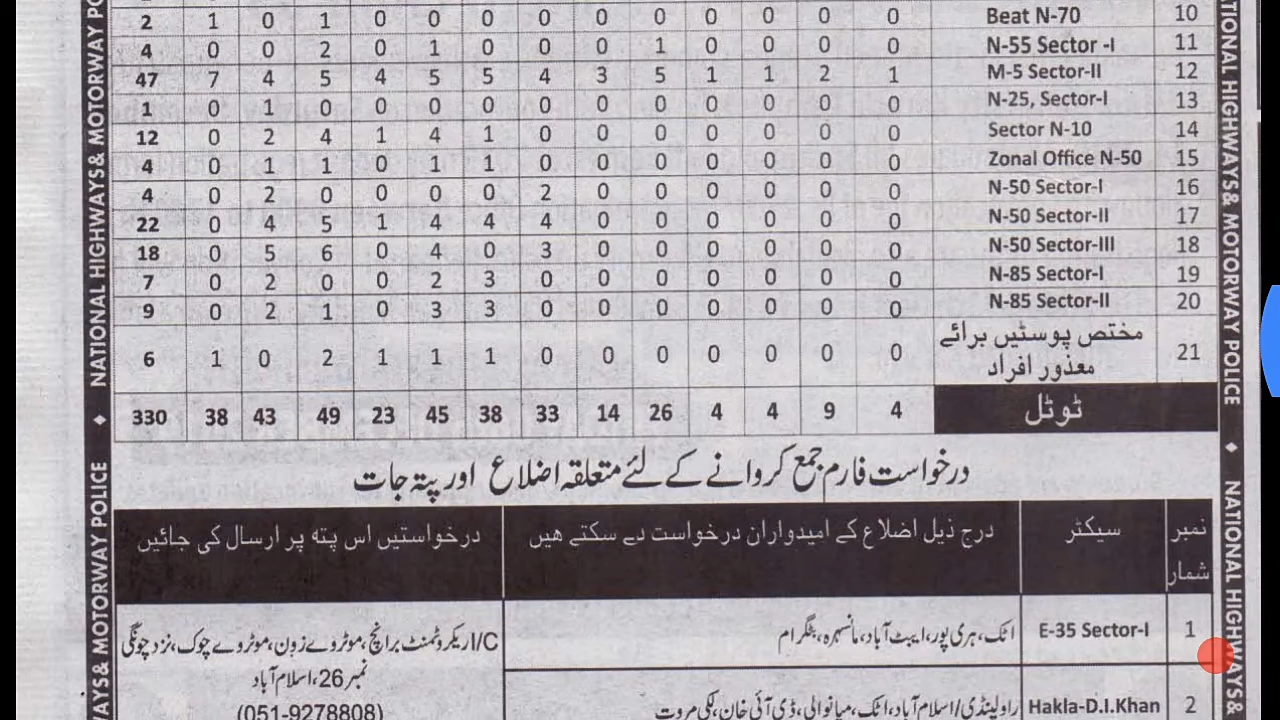 2 1 0 1 0 0 0 0 0 0 0 0 0 Beat N-70 10
4 0 0 2 0 1 0 0 0 1 0 0 0 0 N-55 Sector -I 11
47 7 4 5 4 5 5 4 3 5 1 1 2 1 M-5 Sector-II 12
1 0 1 0 0 0 0 0 0 0 0 0 0 0 N-25, Sector-I 13
12 0 2 4 1 4 1 0 0 0 0 0 0 0 Sector N-10 14
4 0 1 1 0 1 1 0 0 0 0 0 0 0 Zonal Office N-50 15
4 0 2 0 0 0 0 2 0 0 0 0 0 0 N-50 Sector-I 16
22 0 4 5 1 4 4 4 0 0 0 0 0 0 N-50 Sector-II 17
18 0 5 6 0 4 0 3 0 0 0 0 0 0 N-50 Sector-III 18
7 0 2 0 0 2 3 0 0 0 0 0 0 0 N-85 Sector-I 19
9 0 2 1 0 3 3 0 0 0 0 0 0 0 N-85 Sector-II 20
6 1 0 2 1 1 1 0 0 0 0 0 0 0 مختص پوسٹیں برائے 21
معذور افراد
330 38 43 49 23 45 38 33 14 26 4 4 9 4 ٹوٹل
درخواست فارم جمع کروانے کے لئے متعلقہ اضلاع اور پتہ جات
نمبر شمار
سیکٹر
درج ذیل اضلاع کے امیدواران درخواست دے سکتے ھیں
درخواستیں اس پتہ پر ارسال کی جائیں
1 E-35 Sector-I اٹک، ہری پور، ایبٹ آباد، مانسہرہ، بٹگرام
2 Hakla-D.I.Khan راولپنڈی/اسلام آباد، اٹک، میانوالی، ڈی آئی خان، لکی مروت
I/C اریکروٹمنٹ برانچ، موٹروے زون، موٹروے چوک، نزد چونگی
نمبر 26، اسلام آباد
(051-9278808)
NATIONAL HIGHWAYS& MOTORWAY PO
WAYS& MOTORWAY POLICE
TIONAL HIGHWAYS& MOTORWAY POLICE
NATIONAL HIGHWAYS&